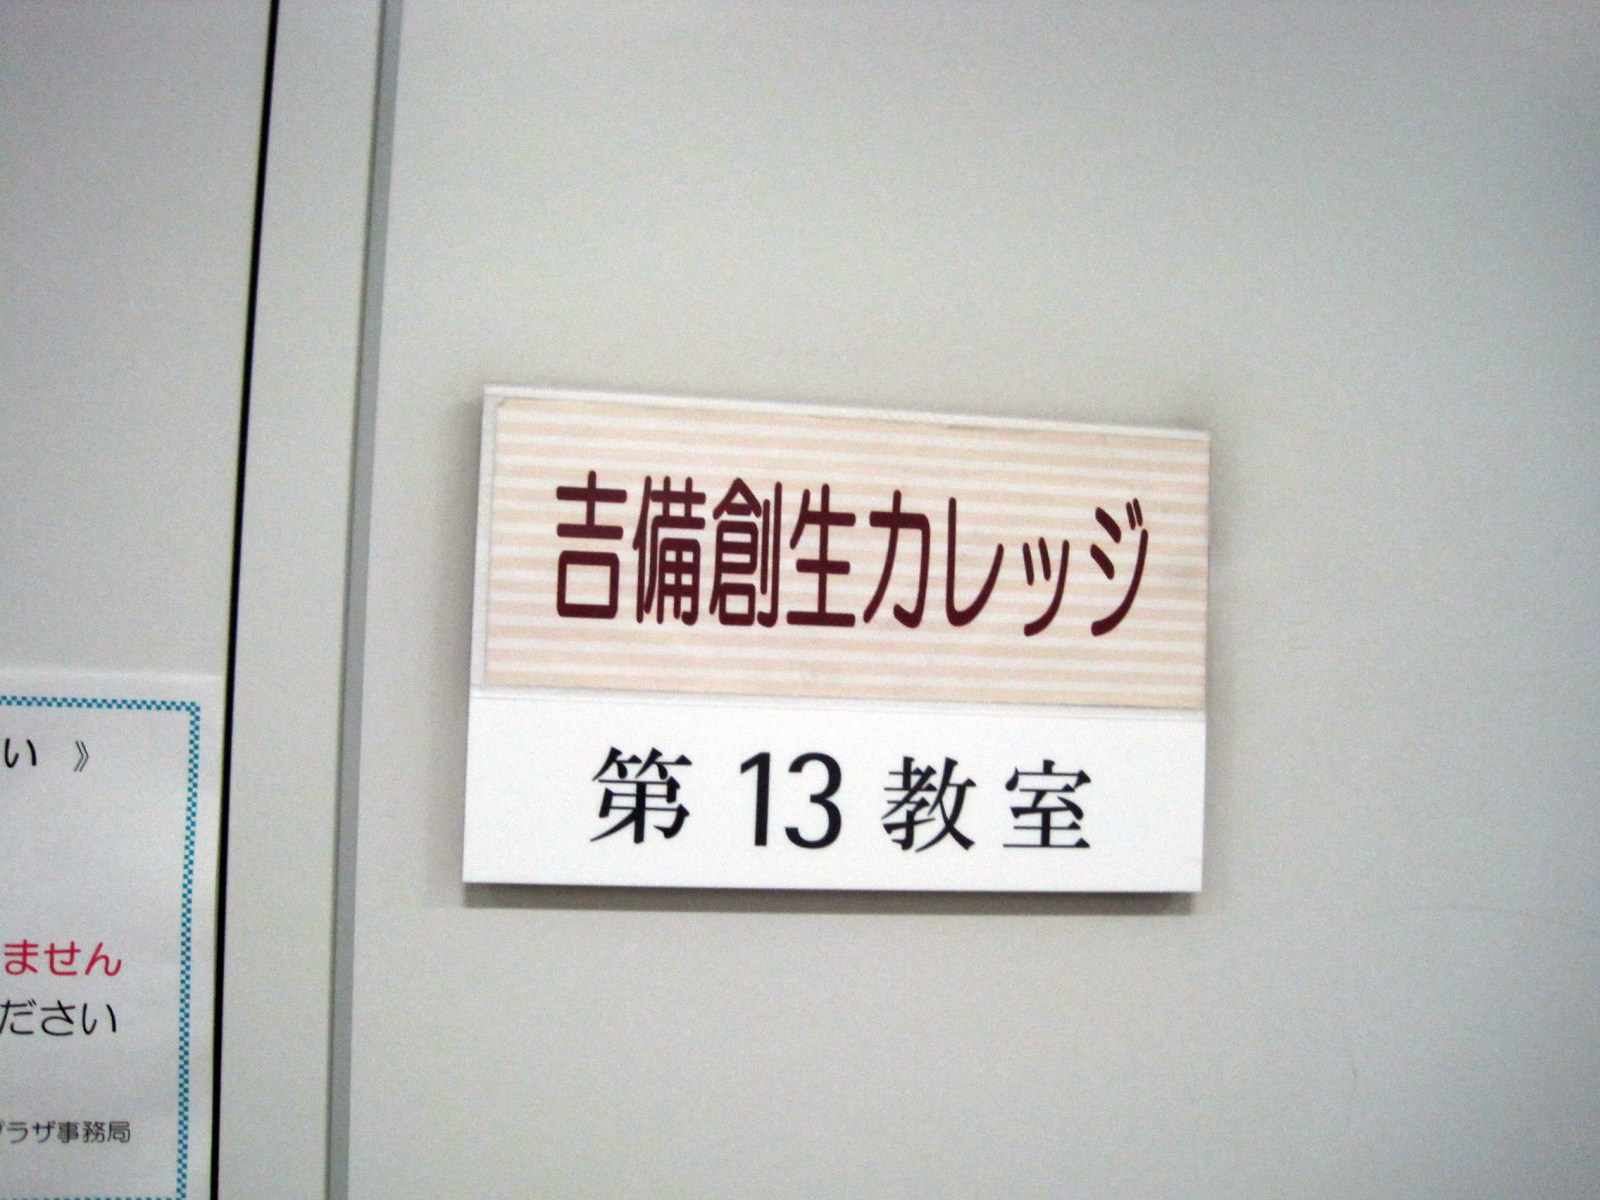 吉備創生カレッジ
第 13 教室
い 》
ません
ださい
ラザ事務局